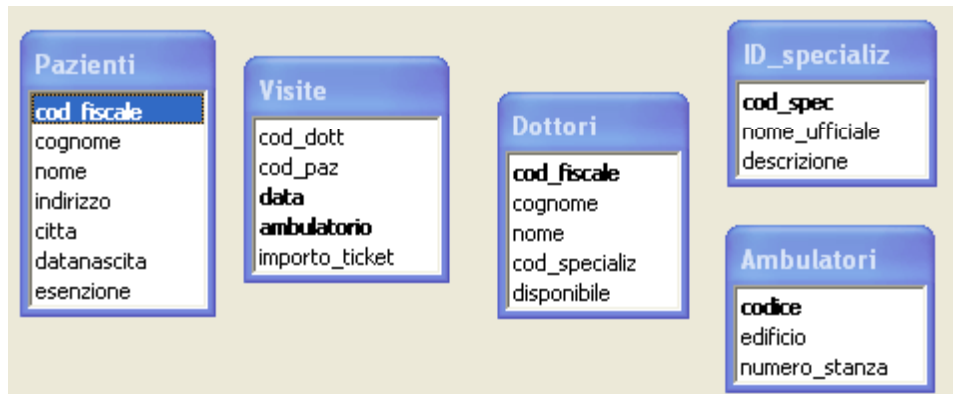 Pazienti
cod_fiscale
cognome
nome
indirizzo
citta
datanascita
esenzione
Visite
cod_dott
cod_paz
data
ambulatorio
importo_ticket
Dottori
cod_fiscale
cognome
nome
cod_specializ
disponibile
ID_specializ
cod_spec
nome_ufficiale
descrizione
Ambulatori
codice
edificio
numero_stanza